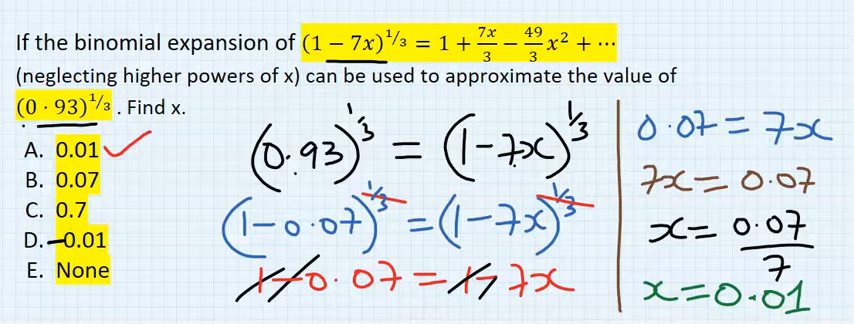 If the binomial expansion of (1 − 7x)^1/3 = 1 + 7x/3 − 49/3 x² + ⋯
(neglecting higher powers of x) can be used to approximate the value of
(0 · 93)^1/3 . Find x.
A. 0.01 ✓
B. 0.07
C. 0.7
D. −0.01
E. None
(0.93)^1/3 = (1−7x)^1/3
(1−0.07)^1/3 = (1−7x)^1/3
1−0.07 = 1−7x
0.07 = 7x
7x = 0.07
x = 0.07/7
x = 0.01